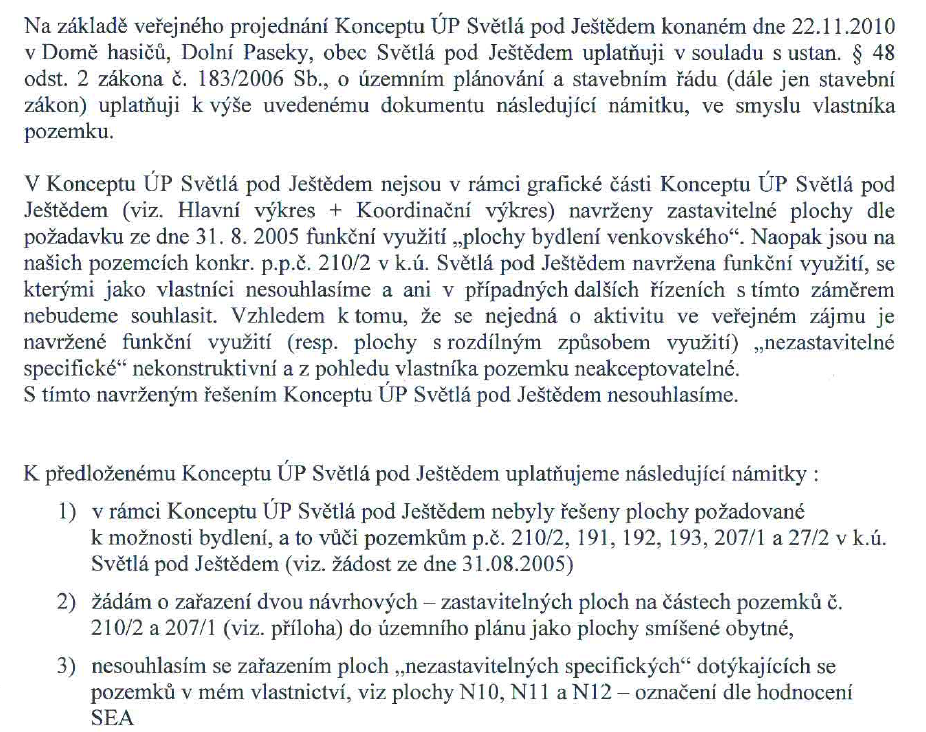 Na základě veřejného projednání Konceptu ÚP Světlá pod Ještědem konaném dne 22.11.2010
v Domě hasičů, Dolní Paseky, obec Světlá pod Ještědem uplatňuji v souladu s ustan. § 48
odst. 2 zákona č. 183/2006 Sb., o územním plánování a stavebním řádu (dále jen stavební
zákon) uplatňuji k výše uvedenému dokumentu následující námitku, ve smyslu vlastníka
pozemku.
V Konceptu ÚP Světlá pod Ještědem nejsou v rámci grafické části Konceptu ÚP Světlá pod
Ještědem (viz. Hlavní výkres + Koordinační výkres) navrženy zastavitelné plochy dle
požadavku ze dne 31. 8. 2005 funkční využití „plochy bydlení venkovského“. Naopak jsou na
našich pozemcích konkr. p.p.č. 210/2 v k.ú. Světlá pod Ještědem navržena funkční využití, se
kterými jako vlastníci nesouhlasíme a ani v případných dalších řízeních s tímto záměrem
nebudeme souhlasit. Vzhledem k tomu, že se nejedná o aktivitu ve veřejném zájmu je
navržené funkční využití (resp. plochy s rozdílným způsobem využití) „nezastavitelné
specifické“ nekonstruktivní a z pohledu vlastníka pozemku neakceptovatelné.
S tímto navrženým řešením Konceptu ÚP Světlá pod Ještědem nesouhlasíme.
K předloženému Konceptu ÚP Světlá pod Ještědem uplatňujeme následující námitky :
1) v rámci Konceptu ÚP Světlá pod Ještědem nebyly řešeny plochy požadované
k možnosti bydlení, a to vůči pozemkům p.č. 210/2, 191, 192, 193, 207/1 a 27/2 v k.ú.
Světlá pod Ještědem (viz. žádost ze dne 31.08.2005)
2) žádám o zařazení dvou návrhových – zastavitelných ploch na částech pozemků č.
210/2 a 207/1 (viz. příloha) do územního plánu jako plochy smíšené obytné,
3) nesouhlasím se zařazením ploch „nezastavitelných specifických“ dotýkajících se
pozemků v mém vlastnictví, viz plochy N10, N11 a N12 – označení dle hodnocení
SEA